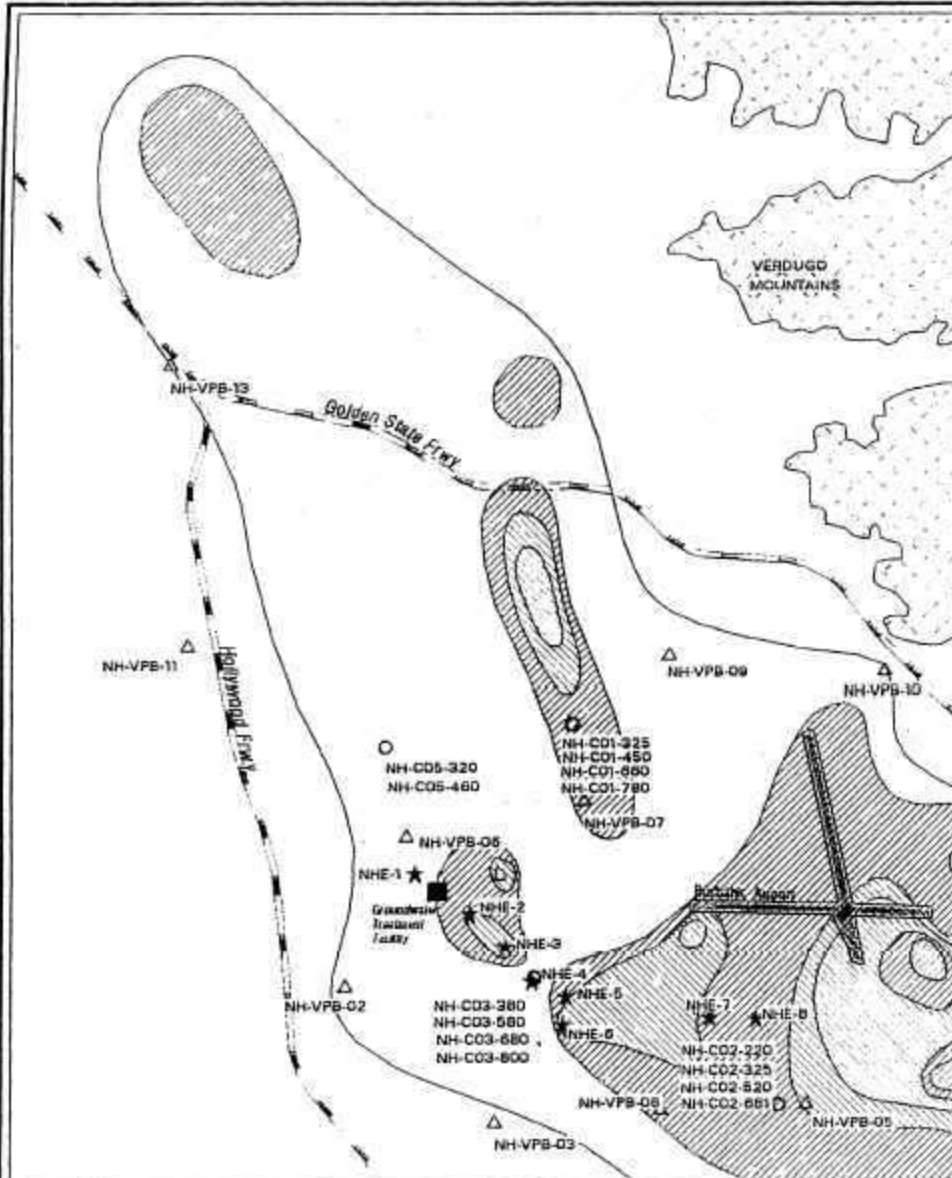 VERDUGO
MOUNTAINS
NH-VPB-13
Golden State Frwy
NH-VPB-11
Hollywood Frwy
NH-VPB-09
NH-VPB-10
NH-C05-320
NH-C05-460
NH-C01-325
NH-C01-450
NH-C01-660
NH-C01-780
NH-VPB-07
NH-VPB-06
NHE-1
Groundwater
Treatment
Facility
NHE-2
NHE-3
Burbank Airport
NHE-4
NHE-5
NHE-6
NHE-7
NHE-8
NH-VPB-02
NH-C03-380
NH-C03-580
NH-C03-680
NH-C03-800
NH-C02-220
NH-C02-325
NH-C02-520
NH-C02-681
NH-VPB-08
NH-VPB-05
NH-VPB-03